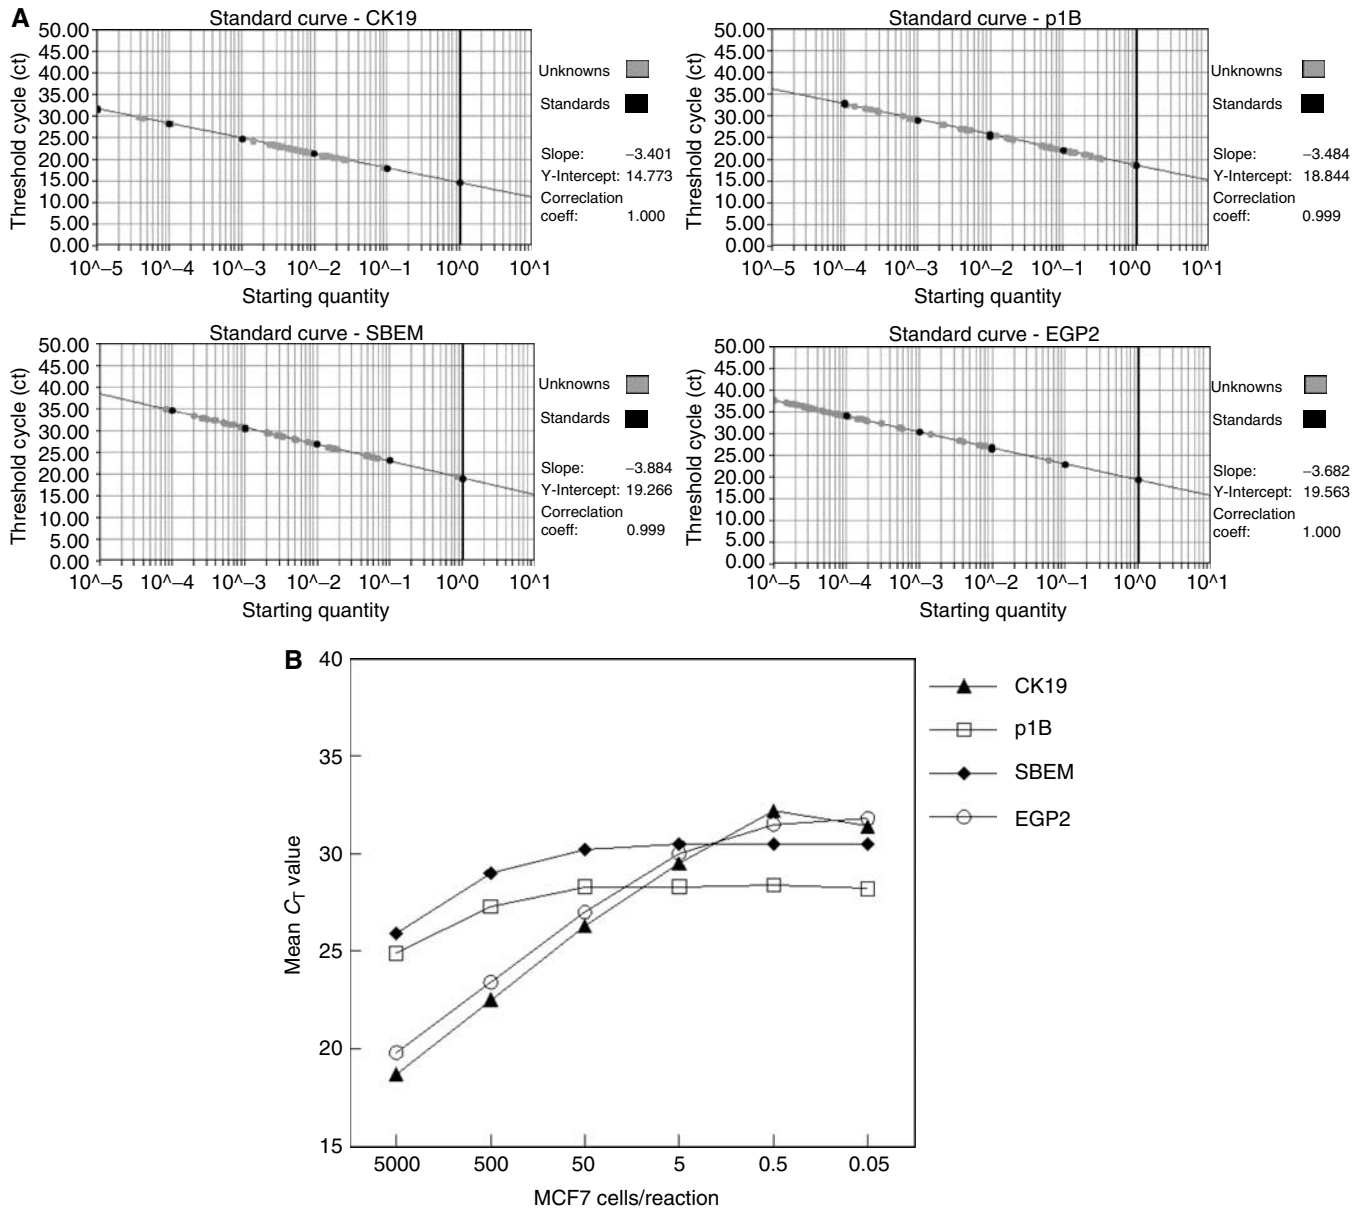 A
Standard curve - CK19
Threshold cycle (ct)
50.00
45.00
40.00
35.00
30.00
25.00
20.00
15.00
10.00
5.00
0.00
10^–5 10^–4 10^–3 10^–2 10^–1 10^0 10^1
Starting quantity
Unknowns
Standards
Slope: –3.401
Y-Intercept: 14.773
Correclation
coeff: 1.000
Standard curve - p1B
Threshold cycle (ct)
50.00
45.00
40.00
35.00
30.00
25.00
20.00
15.00
10.00
5.00
0.00
10^–5 10^–4 10^–3 10^–2 10^–1 10^0 10^1
Starting quantity
Unknowns
Standards
Slope: –3.484
Y-Intercept: 18.844
Correclation
coeff: 0.999
Standard curve - SBEM
Threshold cycle (ct)
50.00
45.00
40.00
35.00
30.00
25.00
20.00
15.00
10.00
5.00
0.00
10^–5 10^–4 10^–3 10^–2 10^–1 10^0 10^1
Starting quantity
Unknowns
Standards
Slope: –3.884
Y-Intercept: 19.266
Correclation
coeff: 0.999
Standard curve - EGP2
Threshold cycle (ct)
50.00
45.00
40.00
35.00
30.00
25.00
20.00
15.00
10.00
5.00
0.00
10^–5 10^–4 10^–3 10^–2 10^–1 10^0 10^1
Starting quantity
Unknowns
Standards
Slope: –3.682
Y-Intercept: 19.563
Correclation
coeff: 1.000
B
Mean CT value
40
35
30
25
20
15
5000 500 50 5 0.5 0.05
MCF7 cells/reaction
CK19
p1B
SBEM
EGP2